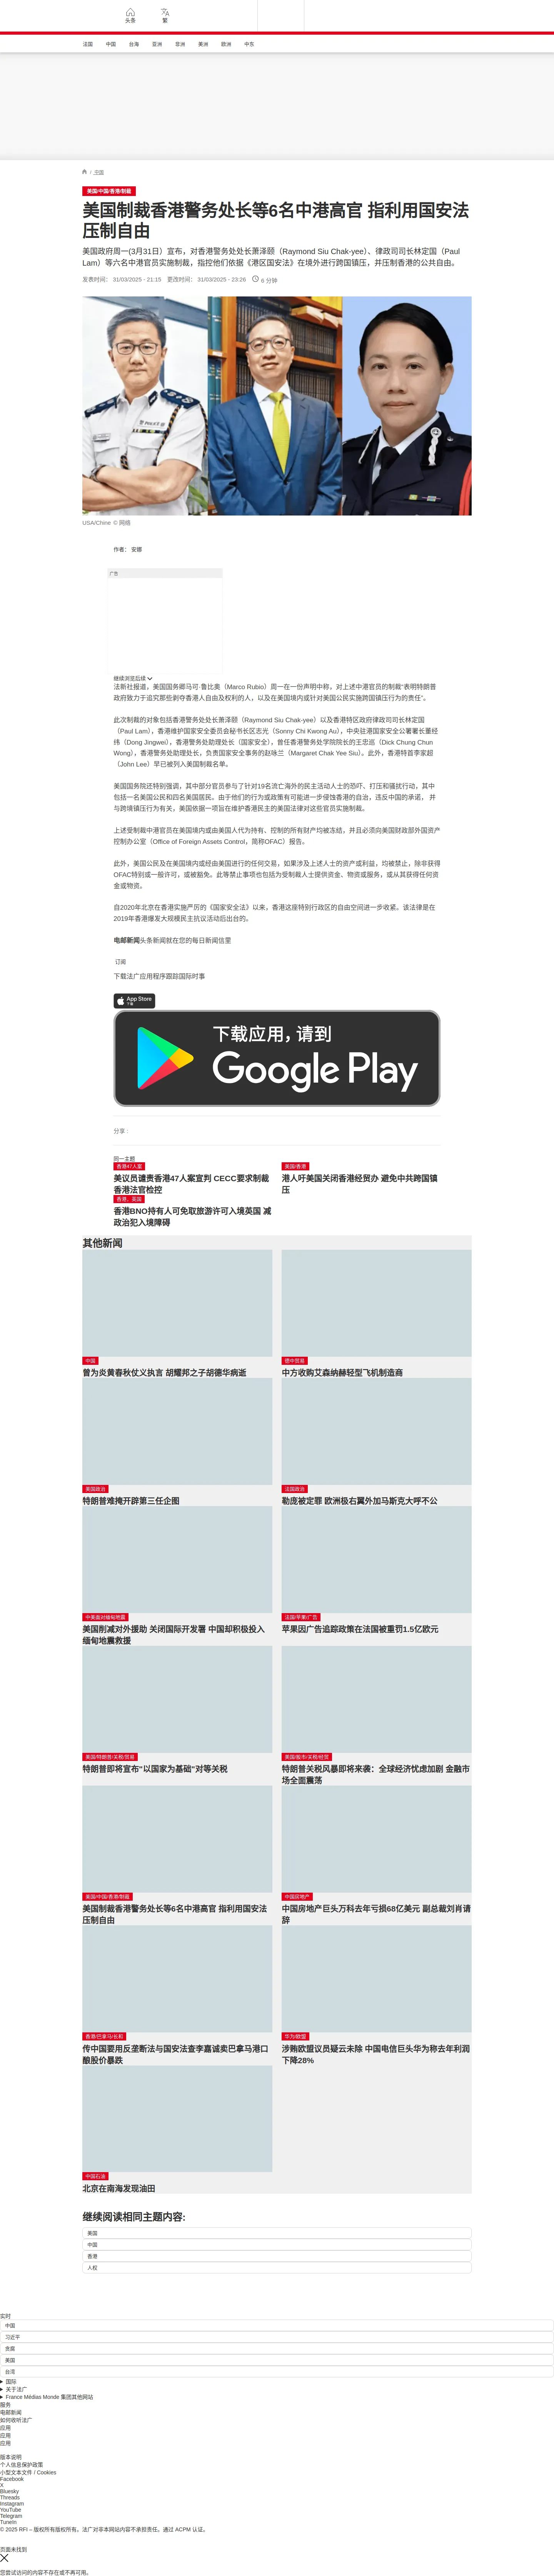 头条
繁
法国 中国 台海 亚洲 非洲 美洲 欧洲 中东
/ 中国
美国/中国/香港/制裁
美国制裁香港警务处长等6名中港高官 指利用国安法
压制自由
美国政府周一(3月31日）宣布，对香港警务处处长萧泽颐（Raymond Siu Chak-yee）、律政司司长林定国（Paul
Lam）等六名中港官员实施制裁，指控他们依据《港区国安法》在境外进行跨国镇压，并压制香港的公共自由。
发表时间： 31/03/2025 - 21:15 更改时间： 31/03/2025 - 23:26 6 分钟
USA/Chine © 网络
作者： 安娜
广告
继续浏览后续
法新社报道，美国国务卿马可·鲁比奥（Marco Rubio）周一在一份声明中称，对上述中港官员的制裁“表明特朗普
政府致力于追究那些剥夺香港人自由及权利的人，以及在美国境内或针对美国公民实施跨国镇压行为的责任”。
此次制裁的对象包括香港警务处处长萧泽颐（Raymond Siu Chak-yee）以及香港特区政府律政司司长林定国
（Paul Lam），香港维护国家安全委员会秘书长区志光（Sonny Chi Kwong Au），中央驻港国家安全公署署长董经
纬（Dong Jingwei），香港警务处助理处长（国家安全），曾任香港警务处学院院长的王忠巡（Dick Chung Chun
Wong），香港警务处助理处长，负责国家安全事务的赵咏兰（Margaret Chak Yee Siu）。此外，香港特首李家超
（John Lee）早已被列入美国制裁名单。
美国国务院还特别强调，其中部分官员参与了针对19名流亡海外的民主活动人士的恐吓、打压和骚扰行动，其中
包括一名美国公民和四名美国居民。由于他们的行为或政策有可能进一步侵蚀香港的自治，违反中国的承诺， 并
与跨境镇压行为有关，美国依据一项旨在维护香港民主的美国法律对这些官员实施制裁。
上述受制裁中港官员在美国境内或由美国人代为持有、控制的所有财产均被冻结，并且必须向美国财政部外国资产
控制办公室（Office of Foreign Assets Control，简称OFAC）报告。
此外，美国公民及在美国境内或经由美国进行的任何交易，如果涉及上述人士的资产或利益，均被禁止，除非获得
OFAC特别或一般许可，或被豁免。此等禁止事项也包括为受制裁人士提供资金、物资或服务，或从其获得任何资
金或物资。
自2020年北京在香港实施严厉的《国家安全法》以来，香港这座特别行政区的自由空间进一步收紧。该法律是在
2019年香港爆发大规模民主抗议活动后出台的。
电邮新闻头条新闻就在您的每日新闻信里
订阅
下载法广应用程序跟踪国际时事
App Store
下载
下载应用，请到
Google Play
分享 :
同一主题
香港47人案
美议员谴责香港47人案宣判 CECC要求制裁
香港法官检控
美国/香港
港人吁美国关闭香港经贸办 避免中共跨国镇
压
香港、英国
香港BNO持有人可免取旅游许可入境英国 减
政治犯入境障碍
其他新闻
中国
曾为炎黄春秋仗义执言 胡耀邦之子胡德华病逝
德中贸易
中方收购艾森纳赫轻型飞机制造商
美国政治
特朗普难掩开辟第三任企图
法国政治
勒庞被定罪 欧洲极右翼外加马斯克大呼不公
中美面对缅甸地震
美国削减对外援助 关闭国际开发署 中国却积极投入
缅甸地震救援
法国/苹果/广告
苹果因广告追踪政策在法国被重罚1.5亿欧元
美国/特朗普/关税/贸易
特朗普即将宣布"以国家为基础"对等关税
美国/股市/关税/经贸
特朗普关税风暴即将来袭：全球经济忧虑加剧 金融市
场全面震荡
美国/中国/香港/制裁
美国制裁香港警务处长等6名中港高官 指利用国安法
压制自由
中国房地产
中国房地产巨头万科去年亏损68亿美元 副总裁刘肖请
辞
香港/巴拿马/长和
传中国要用反垄断法与国安法查李嘉诚卖巴拿马港口
酿股价暴跌
华为/欧盟
涉贿欧盟议员疑云未除 中国电信巨头华为称去年利润
下降28%
中国石油
北京在南海发现油田
继续阅读相同主题内容:
美国
中国
香港
人权
实时
中国
习近平
贪腐
美国
台湾
国际
关于法广
France Médias Monde 集团其他网站
服务
电邮新闻
如何收听法广
应用
应用
应用
版本说明
个人信息保护政策
小型文本文件 / Cookies
Facebook
X
Bluesky
Threads
Instagram
YouTube
Telegram
TuneIn
© 2025 RFI – 版权所有版权所有。法广对非本网站内容不承担责任。通过 ACPM 认证。
页面未找到
您尝试访问的内容不存在或不再可用。